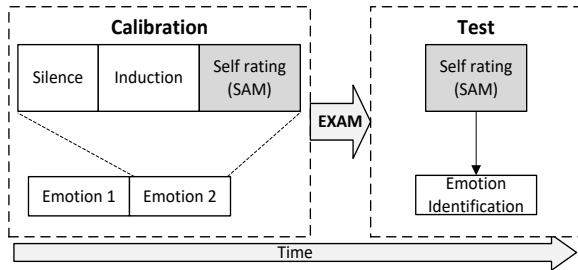 Calibration
Silence
Induction
Self rating
(SAM)
Emotion 1
Emotion 2
EXAM
Test
Self rating
(SAM)
Emotion
Identification
Time